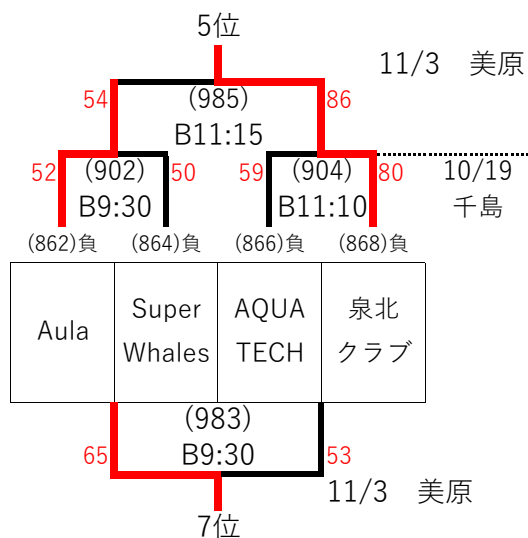 5位
11/3　美原
54
(985)
86
B11:15
52
(902)
50
59
(904)
80
10/19
B9:30
B11:10
千島
(862)負
(864)負
(866)負
(868)負
Aula
Super
Whales
AQUA
TECH
泉北
クラブ
(983)
65
B9:30
53
11/3　美原
7位